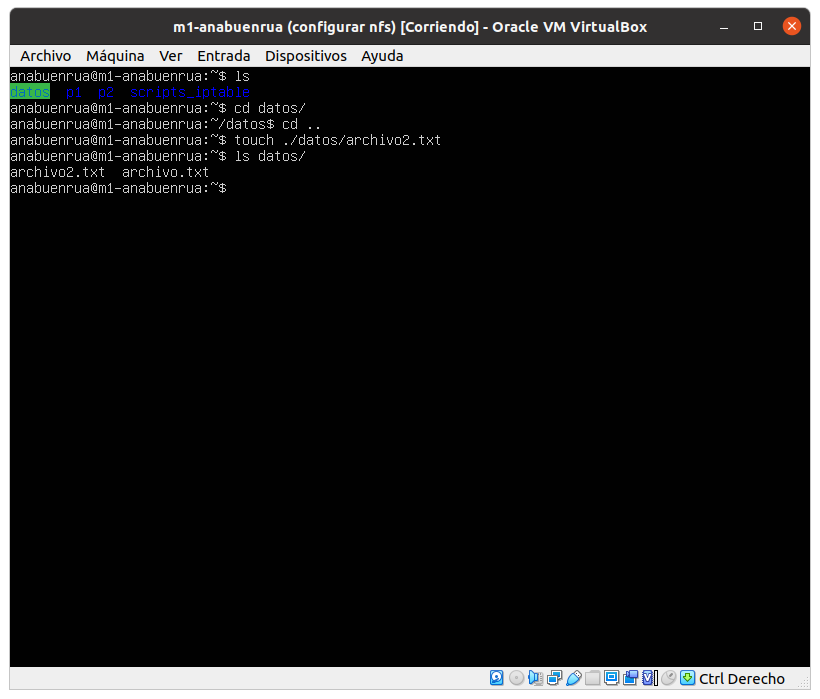 m1-anabuenrua (configurar nfs) [Corriendo] - Oracle VM VirtualBox
Archivo Máquina Ver Entrada Dispositivos Ayuda
anabuenrua@m1-anabuenrua:~$ ls
datos  p1  p2  scripts_iptable
anabuenrua@m1-anabuenrua:~$ cd datos/
anabuenrua@m1-anabuenrua:~/datos$ cd ..
anabuenrua@m1-anabuenrua:~$ touch ./datos/archivo2.txt
anabuenrua@m1-anabuenrua:~$ ls datos/
archivo2.txt  archivo.txt
anabuenrua@m1-anabuenrua:~$
Ctrl Derecho